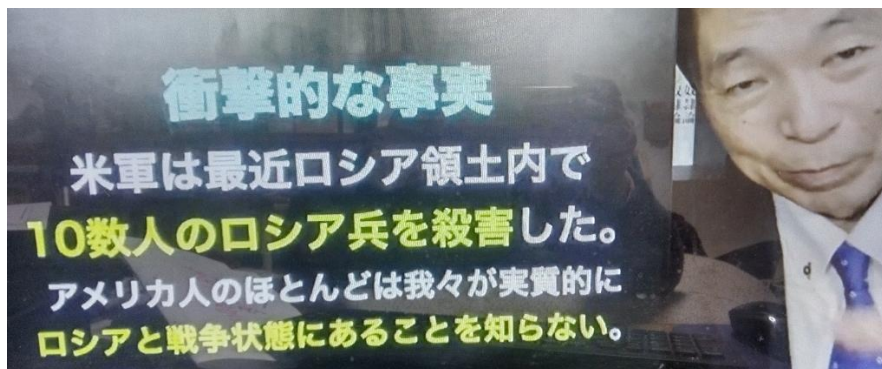 衝撃的な事実
米軍は最近ロシア領土内で
10数人のロシア兵を殺害した。
アメリカ人のほとんどは我々が実質的に
ロシアと戦争状態にあることを知らない。